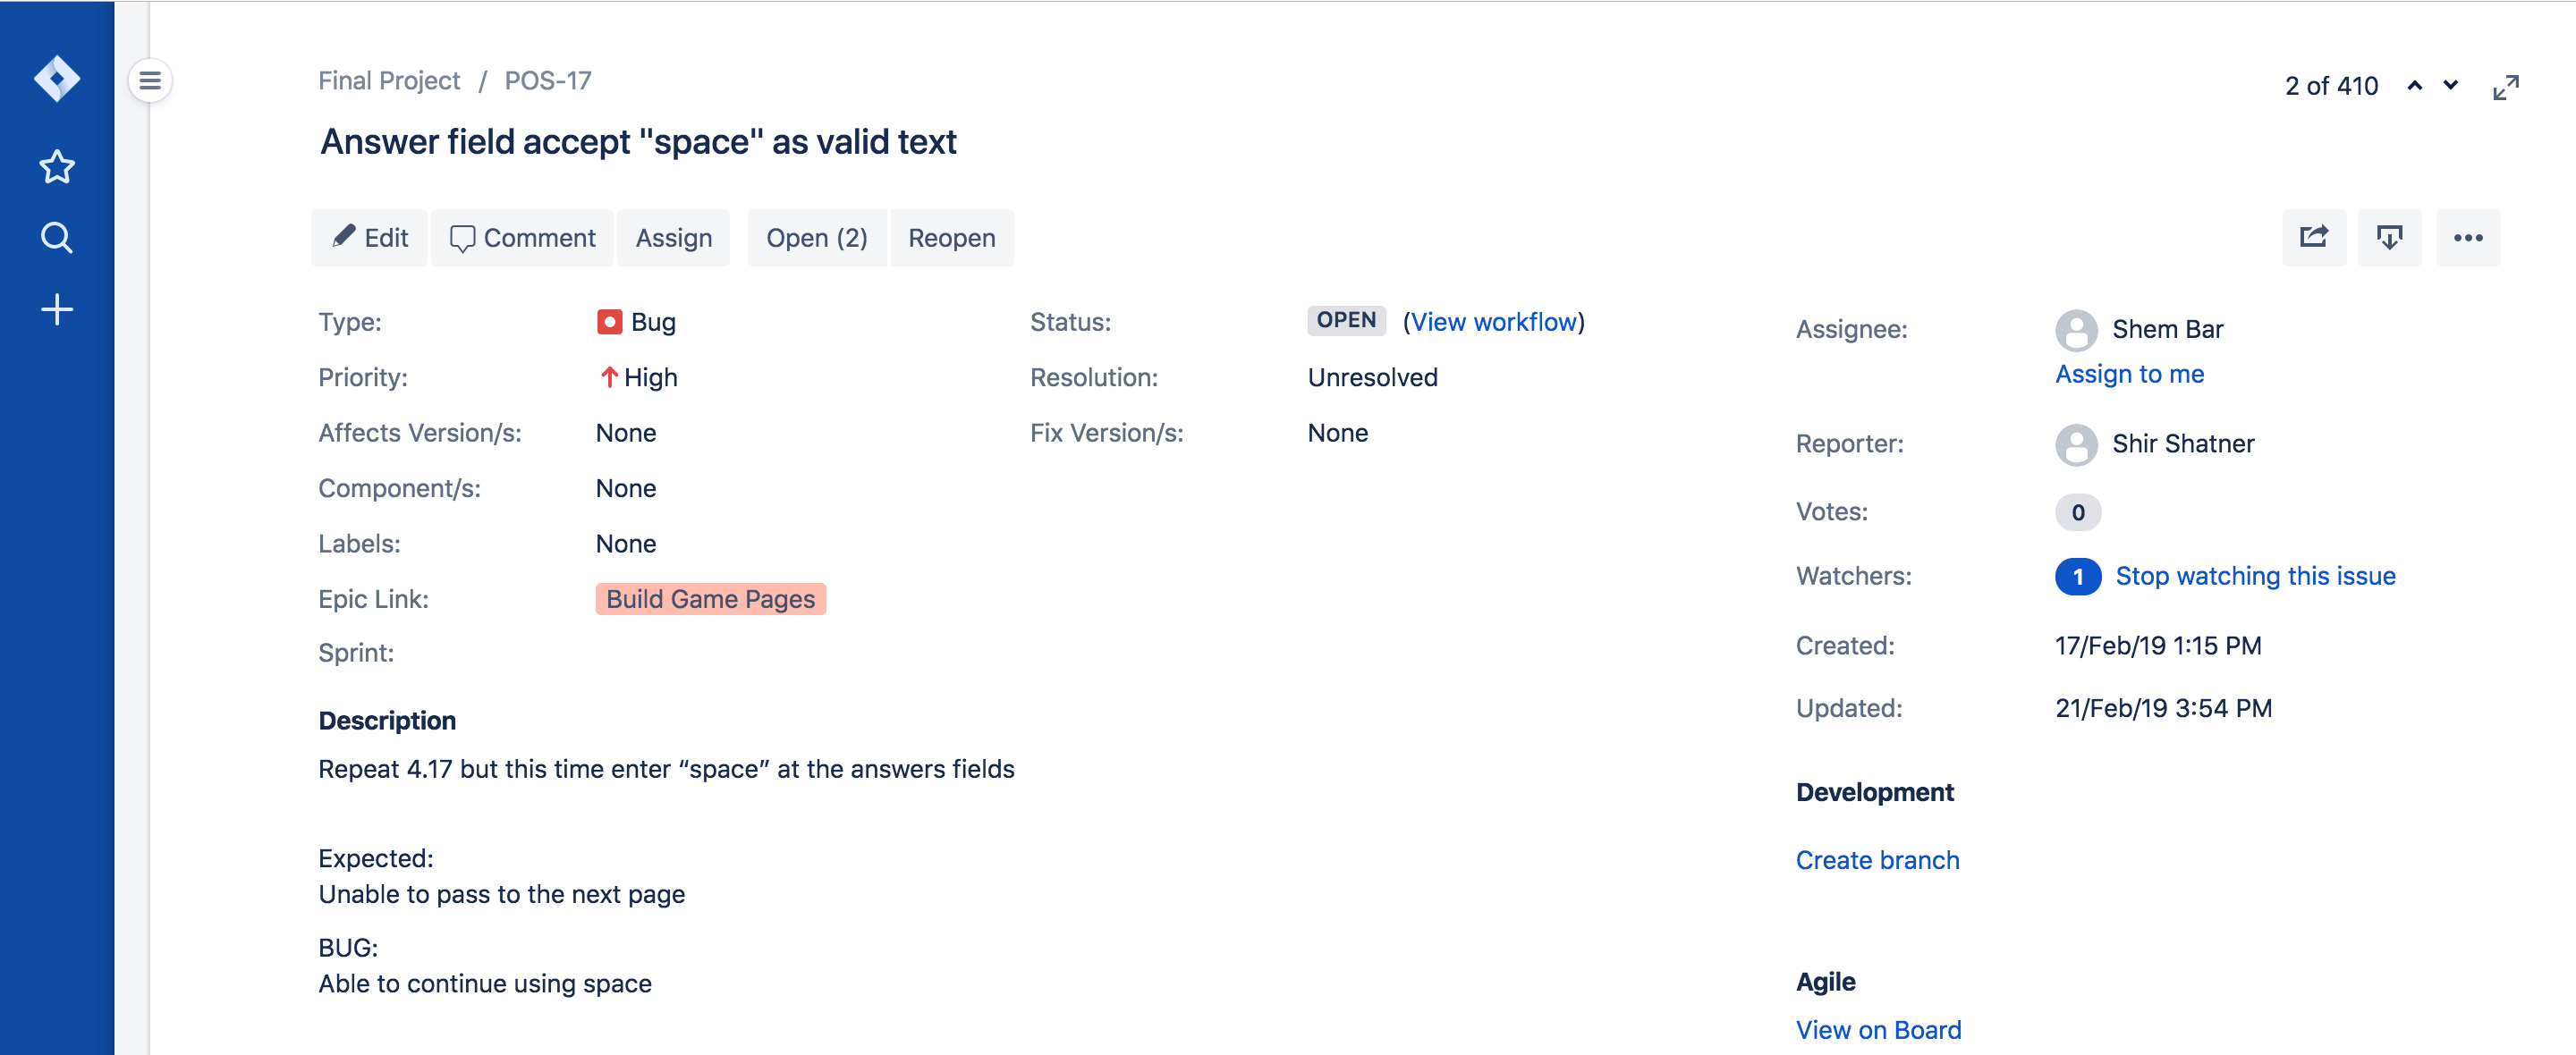 Final Project / POS-17
2 of 410
Answer field accept "space" as valid text
Edit Comment Assign Open (2) Reopen
Type: Bug
Priority: High
Affects Version/s: None
Component/s: None
Labels: None
Epic Link: Build Game Pages
Sprint:
Status: OPEN (View workflow)
Resolution: Unresolved
Fix Version/s: None
Assignee: Shem Bar
Assign to me
Reporter: Shir Shatner
Votes: 0
Watchers: 1 Stop watching this issue
Created: 17/Feb/19 1:15 PM
Updated: 21/Feb/19 3:54 PM
Description
Repeat 4.17 but this time enter “space” at the answers fields
Expected:
Unable to pass to the next page
BUG:
Able to continue using space
Development
Create branch
Agile
View on Board